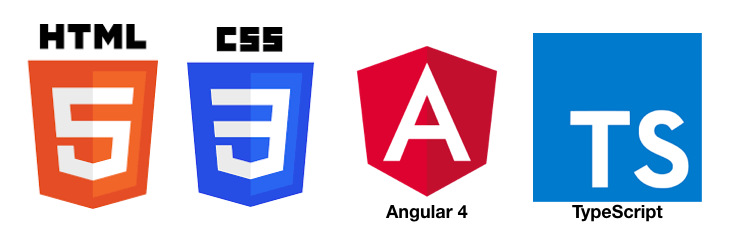 HTML
5
CSS
3
A
Angular 4
TS
TypeScript